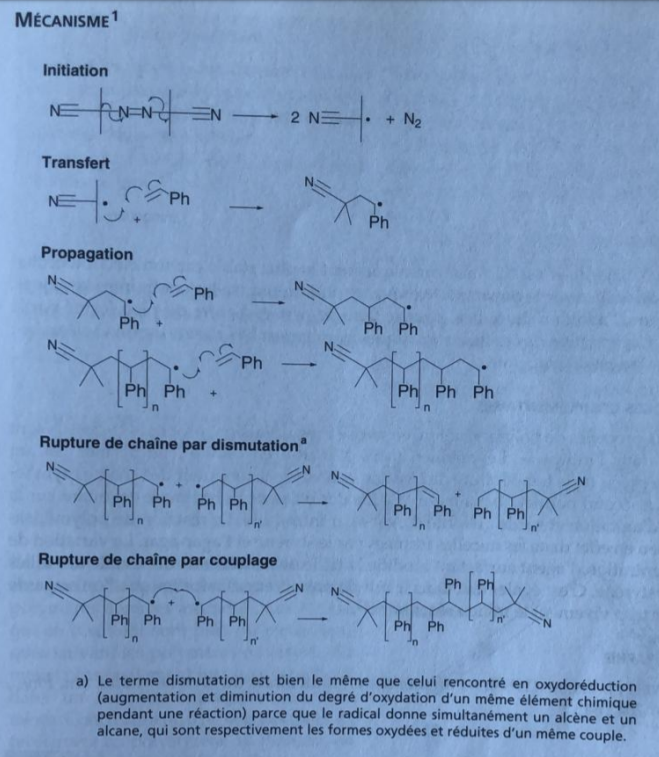 MÉCANISME¹
Initiation
N N=N N 2 N • + N₂
Transfert
N • + Ph N • Ph
Propagation
N • Ph + Ph N Ph • Ph
N Ph n • Ph + Ph N Ph n Ph • Ph
Rupture de chaîne par dismutationᵃ
N Ph n • Ph + • Ph Ph n' N N Ph n Ph + Ph Ph n' N
Rupture de chaîne par couplage
N Ph n • Ph + • Ph Ph n' N N Ph n Ph Ph Ph n' N
a) Le terme dismutation est bien le même que celui rencontré en oxydoréduction
(augmentation et diminution du degré d'oxydation d'un même élément chimique
pendant une réaction) parce que le radical donne simultanément un alcène et un
alcane, qui sont respectivement les formes oxydées et réduites d'un même couple.